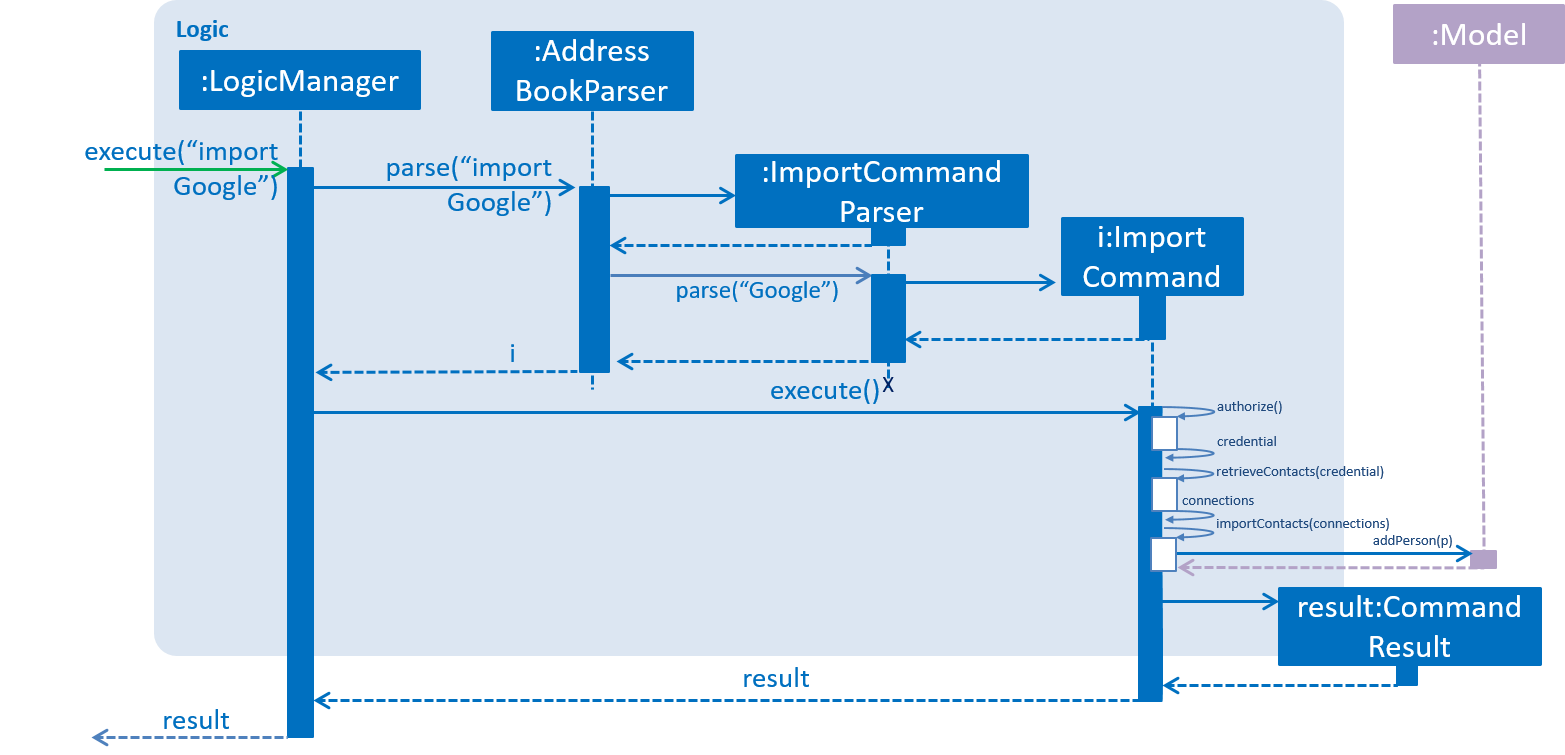 Logic
:LogicManager
:Address
BookParser
:Model
execute(“import
Google”)
parse(“import
Google”)
:ImportCommand
Parser
i:Import
Command
parse(“Google”)
i
execute()
X
authorize()
credential
retrieveContacts(credential)
connections
importContacts(connections)
addPerson(p)
result:Command
Result
result
result